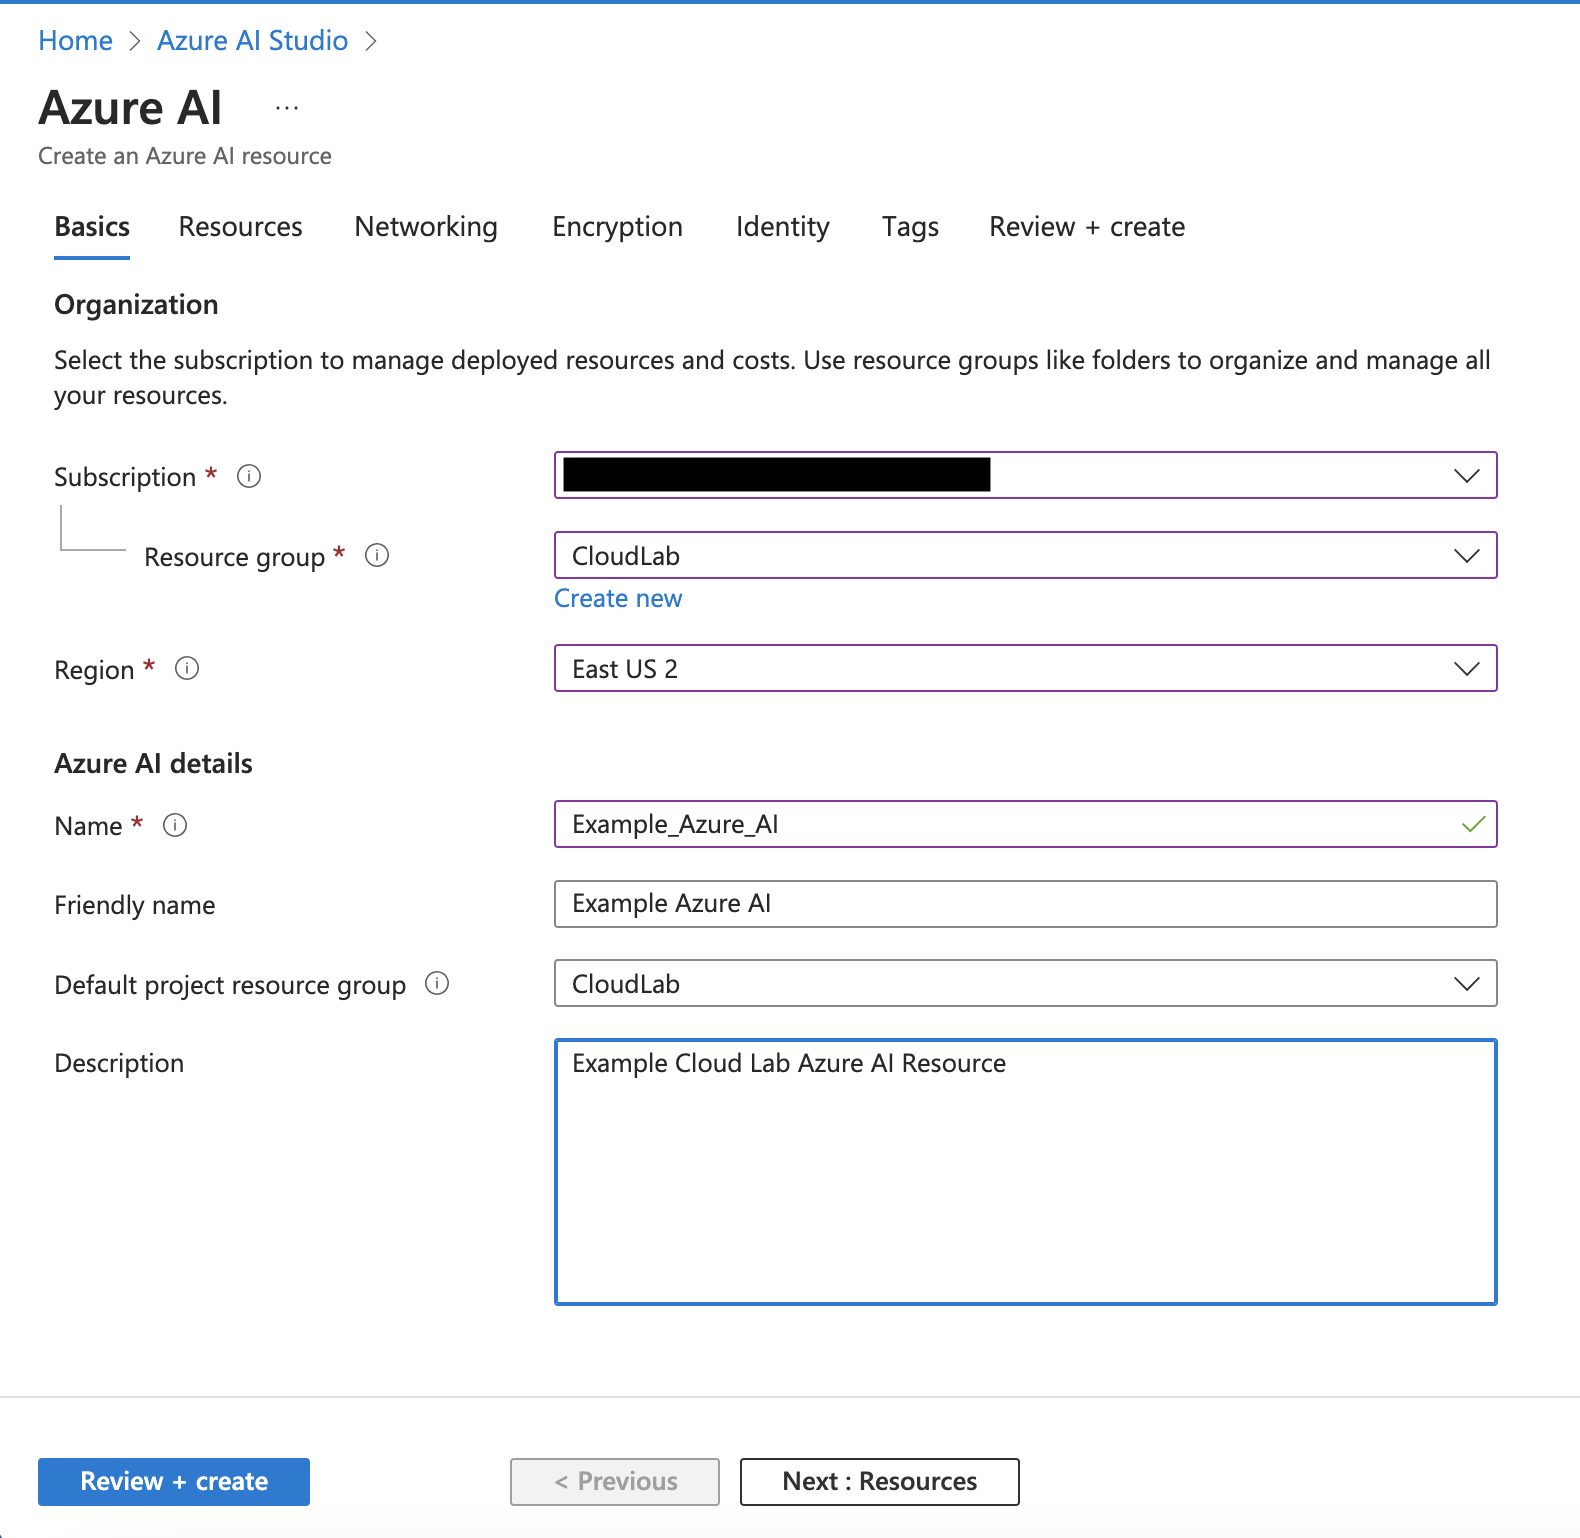 Home > Azure AI Studio >
Azure AI ...
Create an Azure AI resource
Basics Resources Networking Encryption Identity Tags Review + create
Organization
Select the subscription to manage deployed resources and costs. Use resource groups like folders to organize and manage all
your resources.
Subscription *
Resource group * CloudLab
Create new
Region * East US 2
Azure AI details
Name * Example_Azure_AI
Friendly name Example Azure AI
Default project resource group CloudLab
Description Example Cloud Lab Azure AI Resource
Review + create < Previous Next : Resources